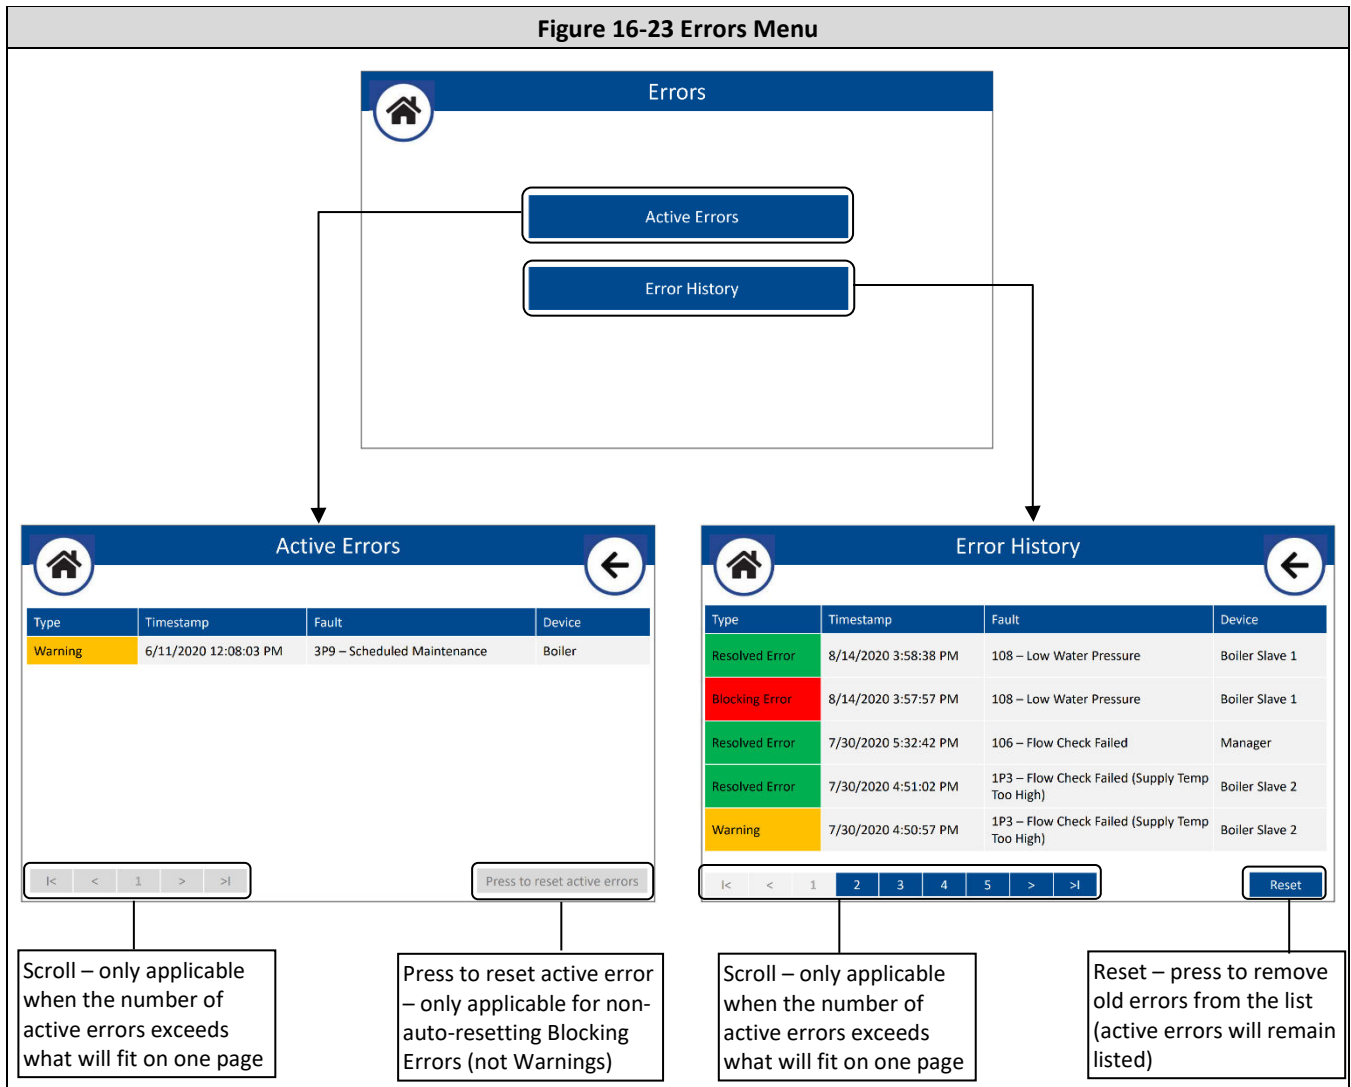 Figure 16-23 Errors Menu
Errors
Active Errors
Error History
Active Errors
Type Timestamp Fault Device
Warning 6/11/2020 12:08:03 PM 3P9 – Scheduled Maintenance Boiler
|< < 1 > >|
Press to reset active errors
Scroll – only applicable
when the number of
active errors exceeds
what will fit on one page
Press to reset active error
– only applicable for non-
auto-resetting Blocking
Errors (not Warnings)
Error History
Type Timestamp Fault Device
Resolved Error 8/14/2020 3:58:38 PM 108 – Low Water Pressure Boiler Slave 1
Blocking Error 8/14/2020 3:57:57 PM 108 – Low Water Pressure Boiler Slave 1
Resolved Error 7/30/2020 5:32:42 PM 106 – Flow Check Failed Manager
Resolved Error 7/30/2020 4:51:02 PM 1P3 – Flow Check Failed (Supply Temp
Too High) Boiler Slave 2
Warning 7/30/2020 4:50:57 PM 1P3 – Flow Check Failed (Supply Temp
Too High) Boiler Slave 2
|< < 1 2 3 4 5 > >|
Reset
Scroll – only applicable
when the number of
active errors exceeds
what will fit on one page
Reset – press to remove
old errors from the list
(active errors will remain
listed)